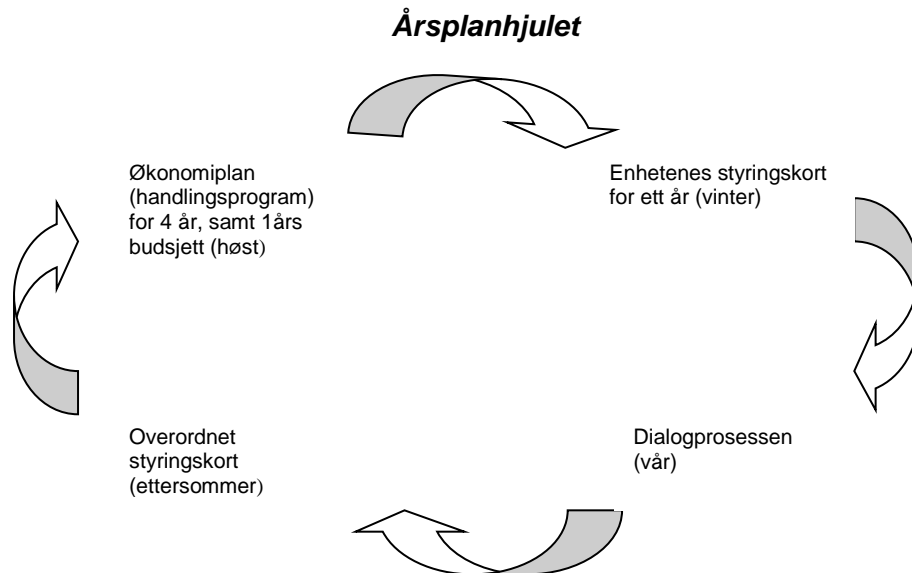 Årsplanhjulet
Økonomiplan
(handlingsprogram)
for 4 år, samt 1års
budsjett (høst)
Enhetenes styringskort
for ett år (vinter)
Overordnet
styringskort
(ettersommer)
Dialogprosessen
(vår)